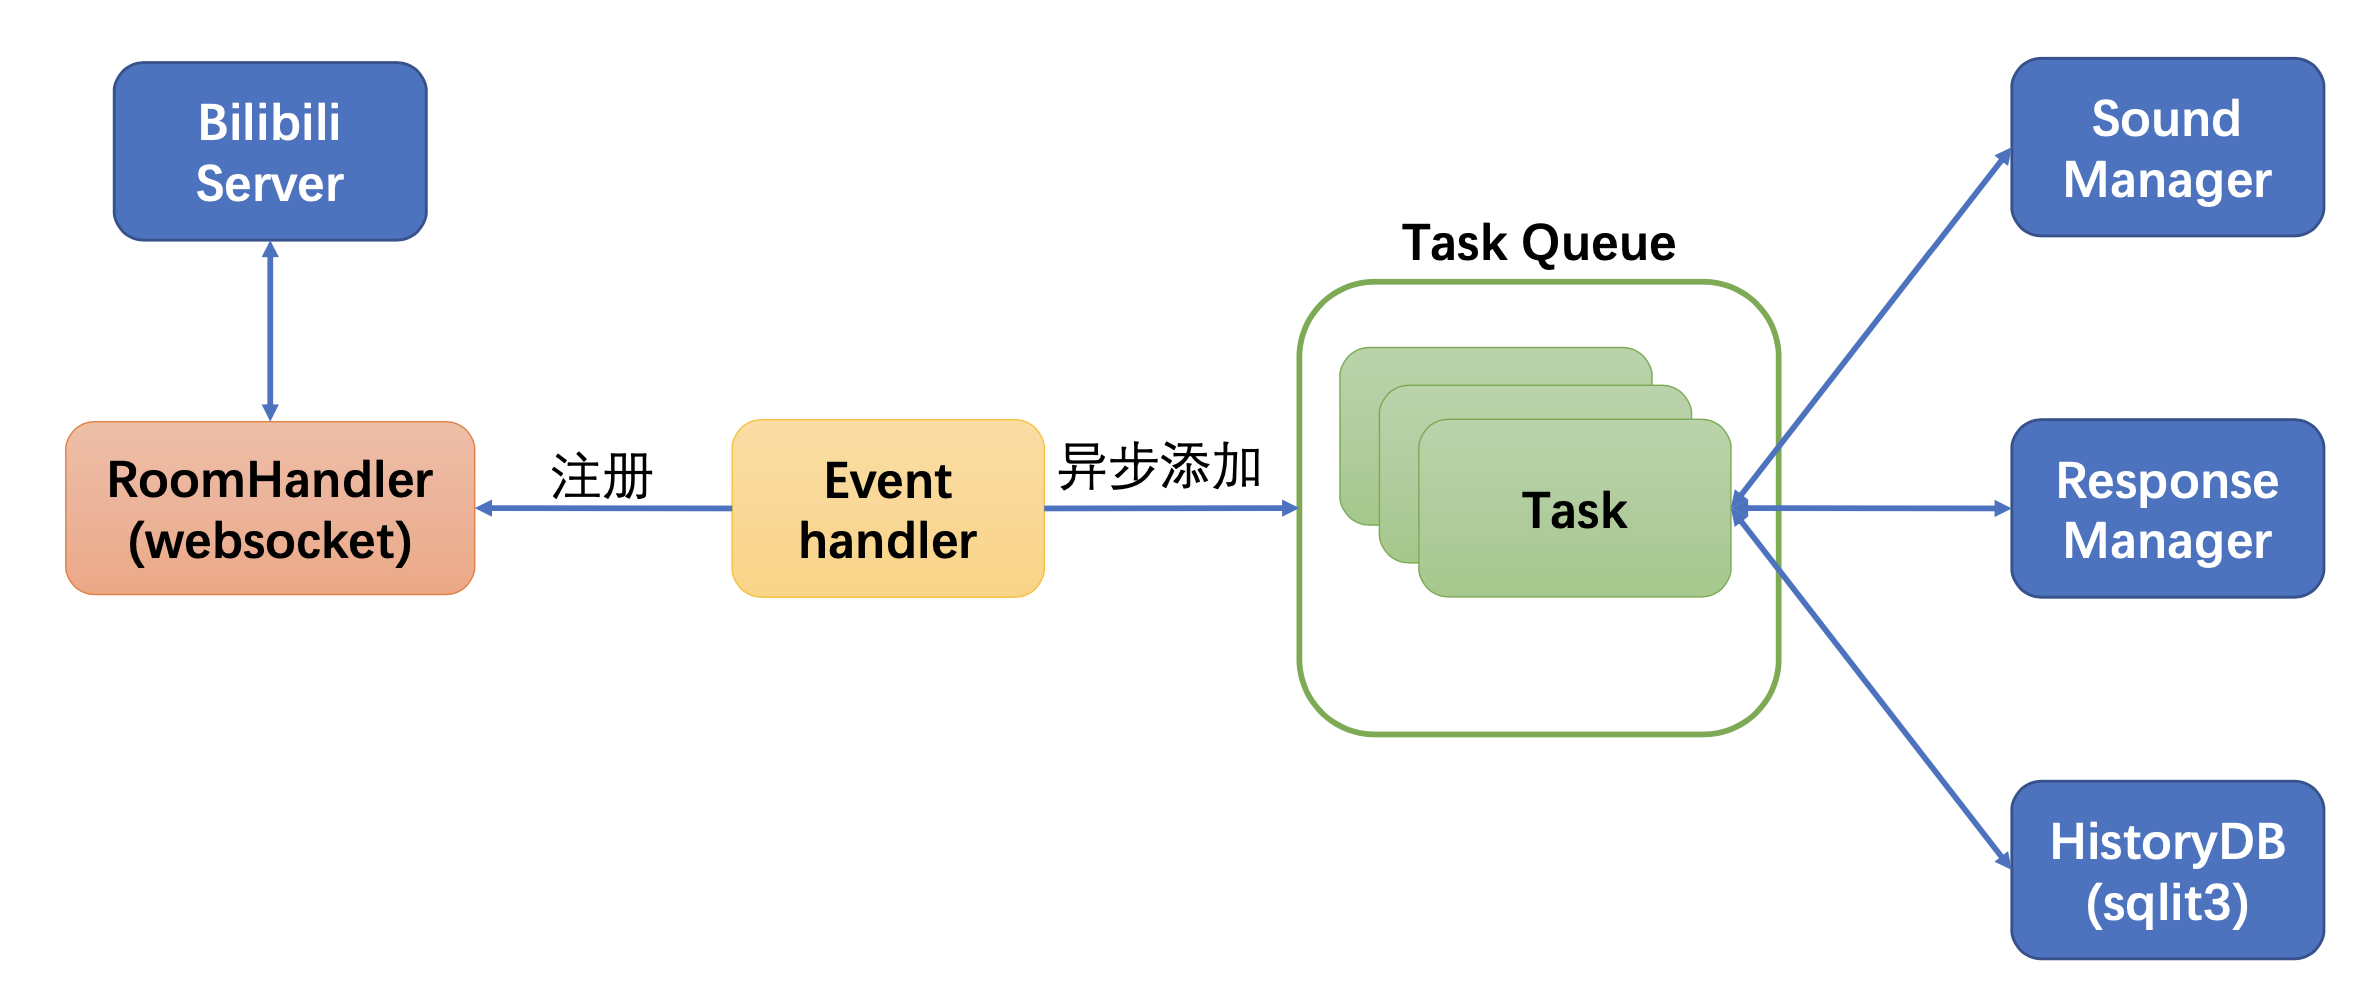 Bilibili
Server
RoomHandler
(websocket)
注册
Event
handler
异步添加
Task Queue
Task
Sound
Manager
Response
Manager
HistoryDB
(sqlit3)